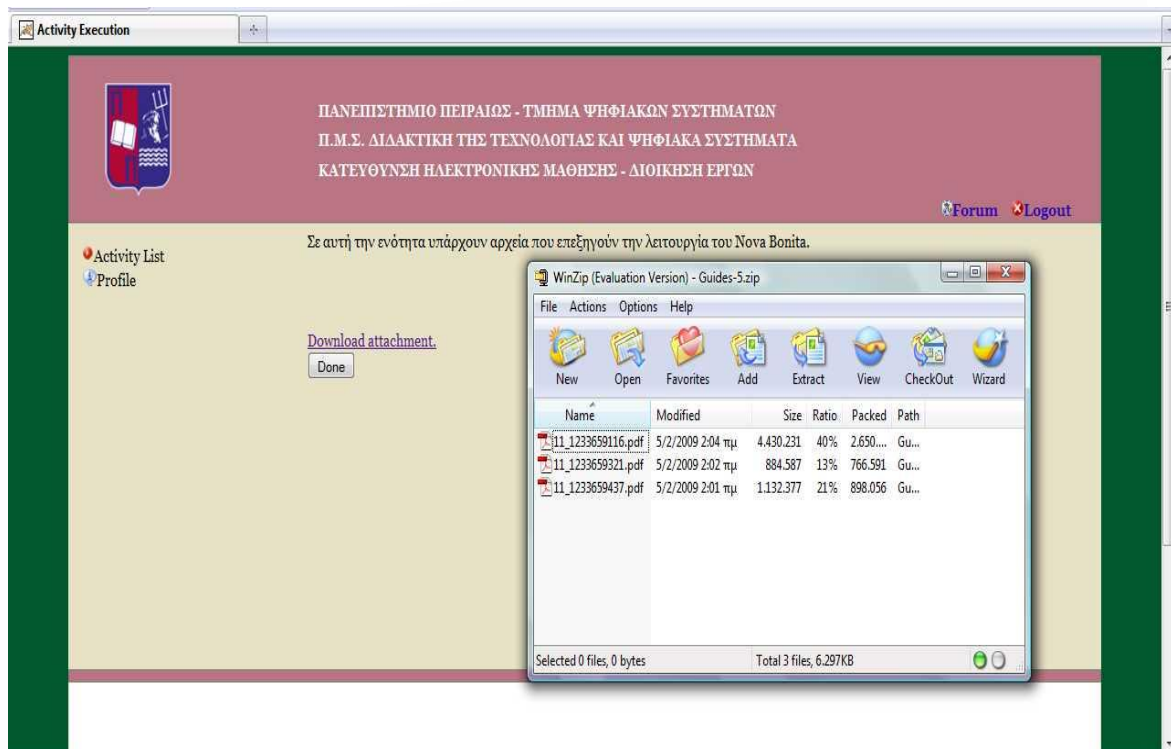 Activity Execution
ΠΑΝΕΠΙΣΤΗΜΙΟ ΠΕΙΡΑΙΩΣ - ΤΜΗΜΑ ΨΗΦΙΑΚΩΝ ΣΥΣΤΗΜΑΤΩΝ
Π.Μ.Σ. ΔΙΔΑΚΤΙΚΗ ΤΗΣ ΤΕΧΝΟΛΟΓΙΑΣ ΚΑΙ ΨΗΦΙΑΚΑ ΣΥΣΤΗΜΑΤΑ
ΚΑΤΕΥΘΥΝΣΗ ΗΛΕΚΤΡΟΝΙΚΗΣ ΜΑΘΗΣΗΣ - ΔΙΟΙΚΗΣΗ ΕΡΓΩΝ
Forum Logout
Activity List
Profile
Σε αυτή την ενότητα υπάρχουν αρχεία που επεξηγούν την λειτουργία του Nova Bonita.
Download attachment.
Done
WinZip (Evaluation Version) - Guides-5.zip
File Actions Options Help
New Open Favorites Add Extract View CheckOut Wizard
Name Modified Size Ratio Packed Path
11_1233659116.pdf 5/2/2009 2:04 πμ 4.430.231 40% 2.650.... Gu...
11_1233659321.pdf 5/2/2009 2:02 πμ 884.587 13% 766.591 Gu...
11_1233659437.pdf 5/2/2009 2:01 πμ 1.132.377 21% 898.056 Gu...
Selected 0 files, 0 bytes Total 3 files, 6.297KB